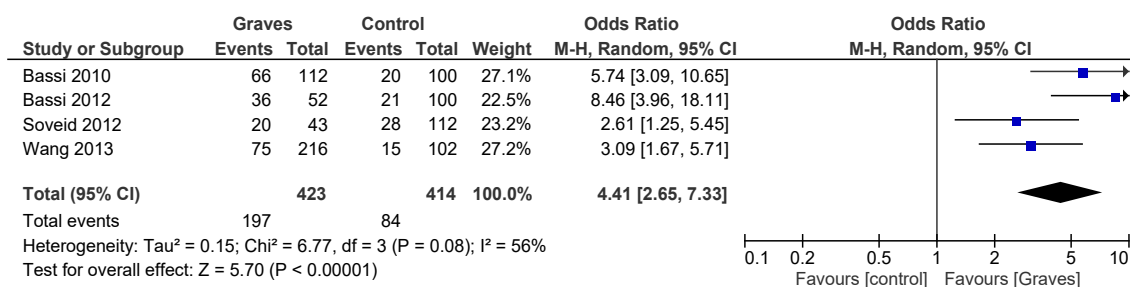 Graves Control Odds Ratio Odds Ratio
Study or Subgroup Events Total Events Total Weight M-H, Random, 95% CI M-H, Random, 95% CI
Bassi 2010 66 112 20 100 27.1% 5.74 [3.09, 10.65]
Bassi 2012 36 52 21 100 22.5% 8.46 [3.96, 18.11]
Soveid 2012 20 43 28 112 23.2% 2.61 [1.25, 5.45]
Wang 2013 75 216 15 102 27.2% 3.09 [1.67, 5.71]
Total (95% CI) 423 414 100.0% 4.41 [2.65, 7.33]
Total events 197 84
Heterogeneity: Tau² = 0.15; Chi² = 6.77, df = 3 (P = 0.08); I² = 56%
0.1 0.2 0.5 1 2 5 10
Test for overall effect: Z = 5.70 (P < 0.00001)
Favours [control] Favours [Graves]